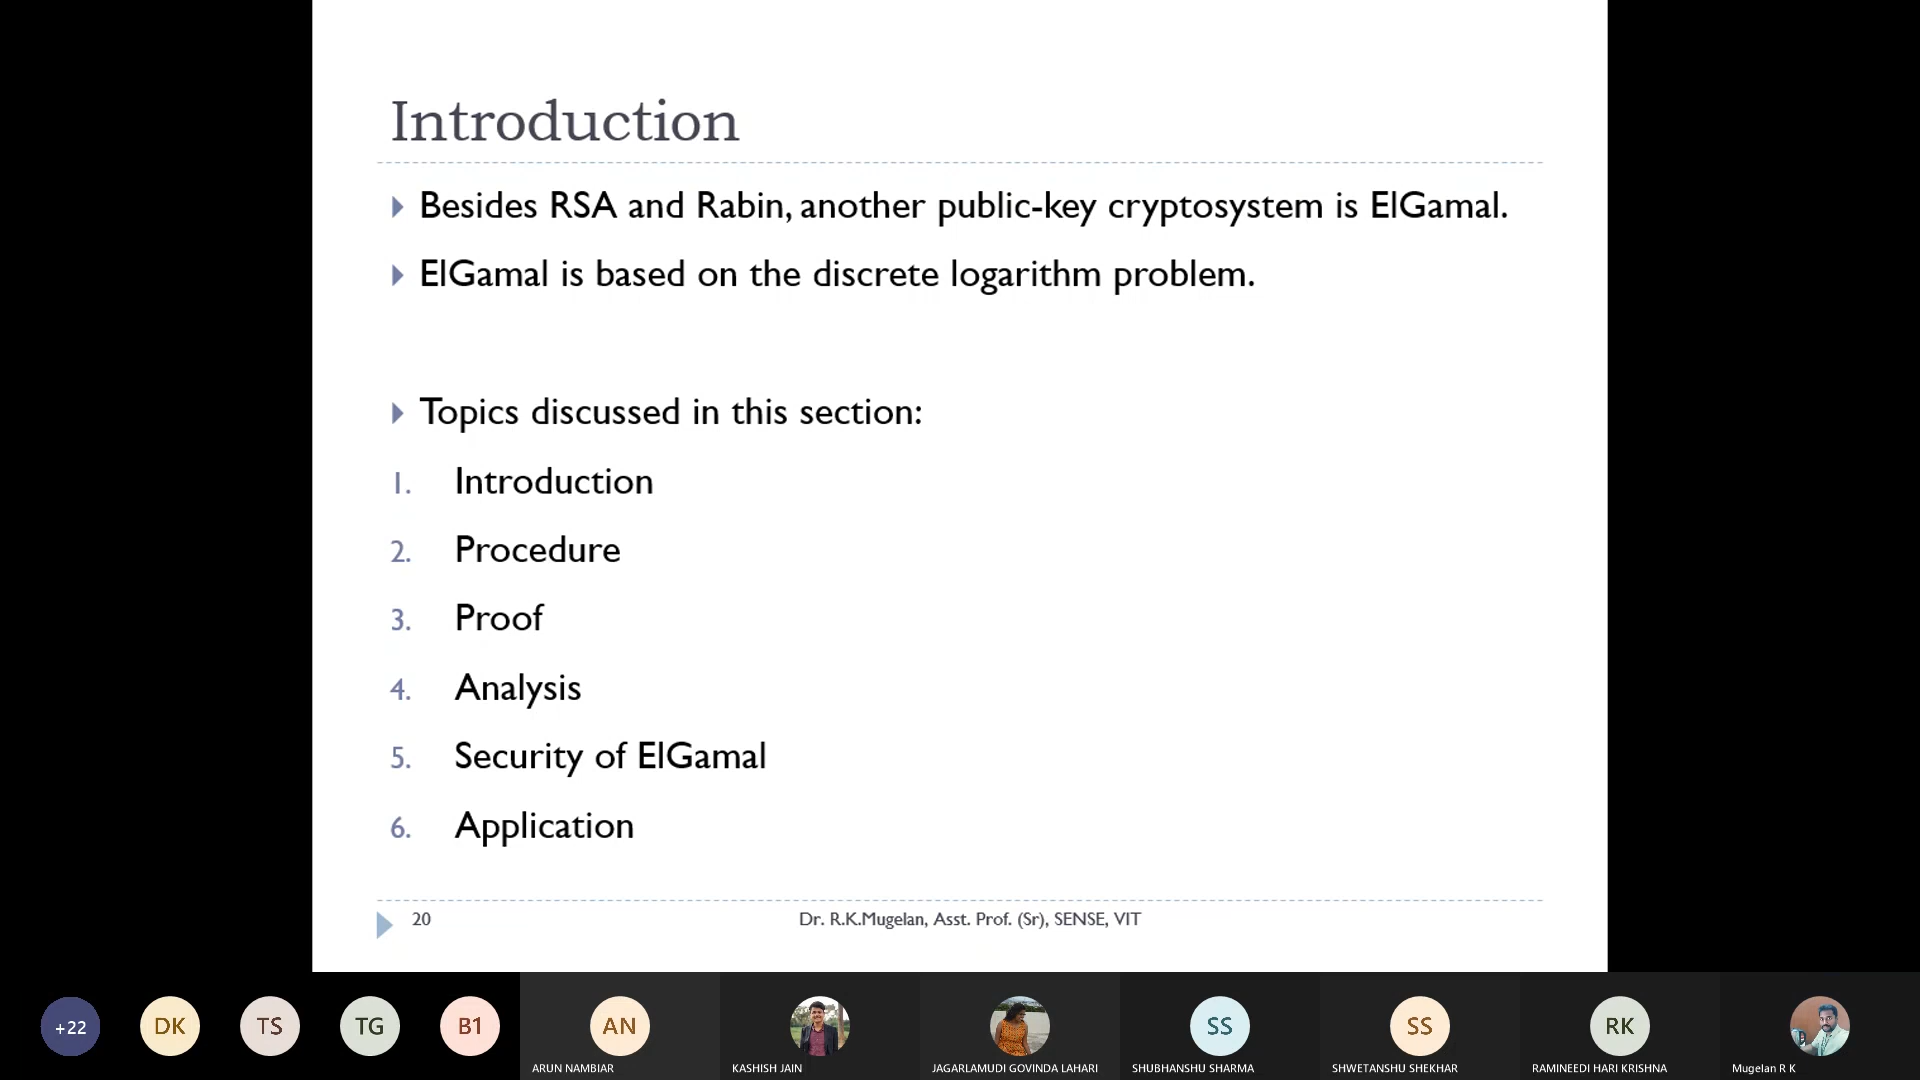 Introduction
Besides RSA and Rabin, another public-key cryptosystem is ElGamal.
ElGamal is based on the discrete logarithm problem.
Topics discussed in this section:
1. Introduction
2. Procedure
3. Proof
4. Analysis
5. Security of ElGamal
6. Application
20 Dr. R.K.Mugelan, Asst. Prof. (Sr), SENSE, VIT
+22 DK TS TG B1 AN SS SS RK
ARUN NAMBIAR KASHISH JAIN JAGARLAMUDI GOVINDA LAHARI SHUBHANSHU SHARMA SHWETANSHU SHEKHAR RAMINEEDI HARI KRISHNA Mugelan R K